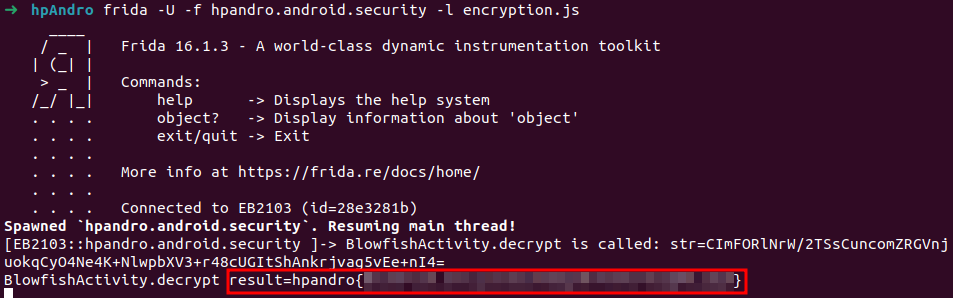 ➜ hpAndro frida -U -f hpandro.android.security -l encryption.js
____
/ _ | Frida 16.1.3 - A world-class dynamic instrumentation toolkit
| (_| |
> _ | Commands:
/_/ |_| help -> Displays the help system
. . . . object? -> Display information about 'object'
. . . . exit/quit -> Exit
. . . .
. . . . More info at https://frida.re/docs/home/
. . . .
. . . . Connected to EB2103 (id=28e3281b)
Spawned `hpandro.android.security`. Resuming main thread!
[EB2103::hpandro.android.security ]-> BlowfishActivity.decrypt is called: str=CImFORlNrW/2TSsCuncomZRGVnj
uokqCyO4Ne4K+NlwpbXV3+r48cUGItShAnkrjvag5vEe+nI4=
BlowfishActivity.decrypt result=hpandro{ }